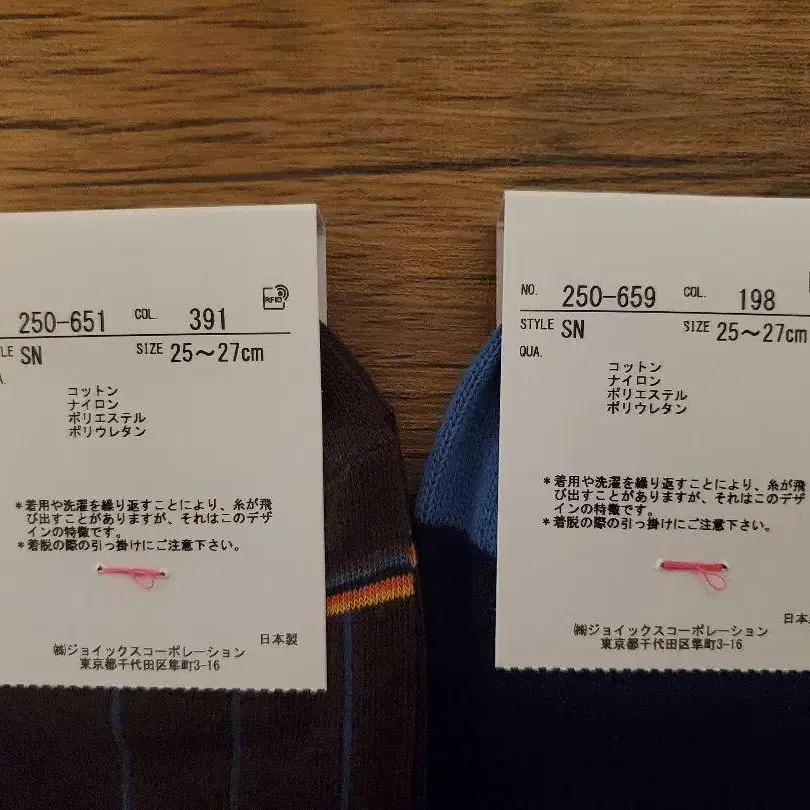 250-651 COL. 391
RFID
LE SN SIZE 25～27cm
コットン
ナイロン
ポリエステル
ポリウレタン
*着用や洗濯を繰り返すことにより、糸が飛
び出すことがありますが、それはこのデザ
インの特徴です。
*着脱の際の引っ掛けにご注意下さい。
日本製
㈱ジョイックスコーポレーション
東京都千代田区隼町3-16
NO. 250-659 COL. 198
STYLE SN SIZE 25～27cm
QUA.
コットン
ナイロン
ポリエステル
ポリウレタン
*着用や洗濯を繰り返すことにより、糸が飛
び出すことがありますが、それはこのデザ
インの特徴です。
*着脱の際の引っ掛けにご注意下さい。
日本
㈱ジョイックスコーポレーション
東京都千代田区隼町3-16